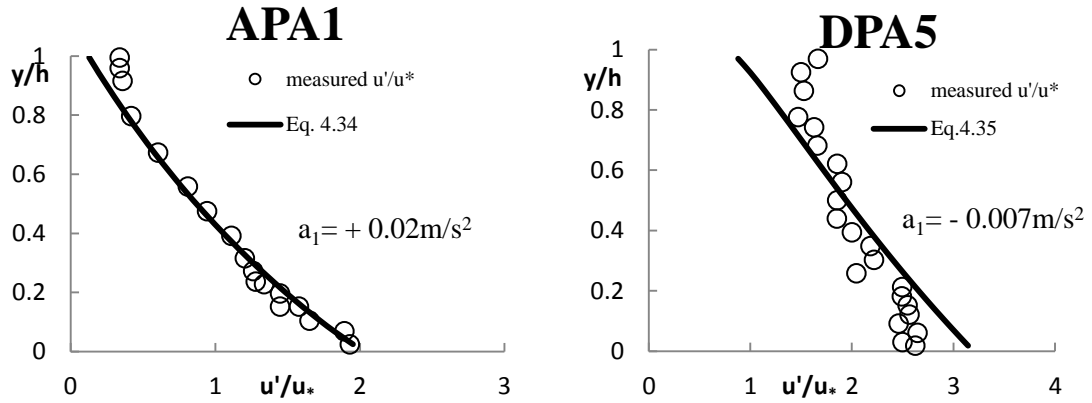 APA1
1
y/h
0.8
0.6
0.4
0.2
0
measured u'/u*
Eq. 4.34
a₁= + 0.02m/s²
0 1 2 3
u'/u*
DPA5
1
y/h
0.8
0.6
0.4
0.2
0
measured u'/u*
Eq.4.35
a₁= - 0.007m/s²
0 1 2 3 4
u'/u*